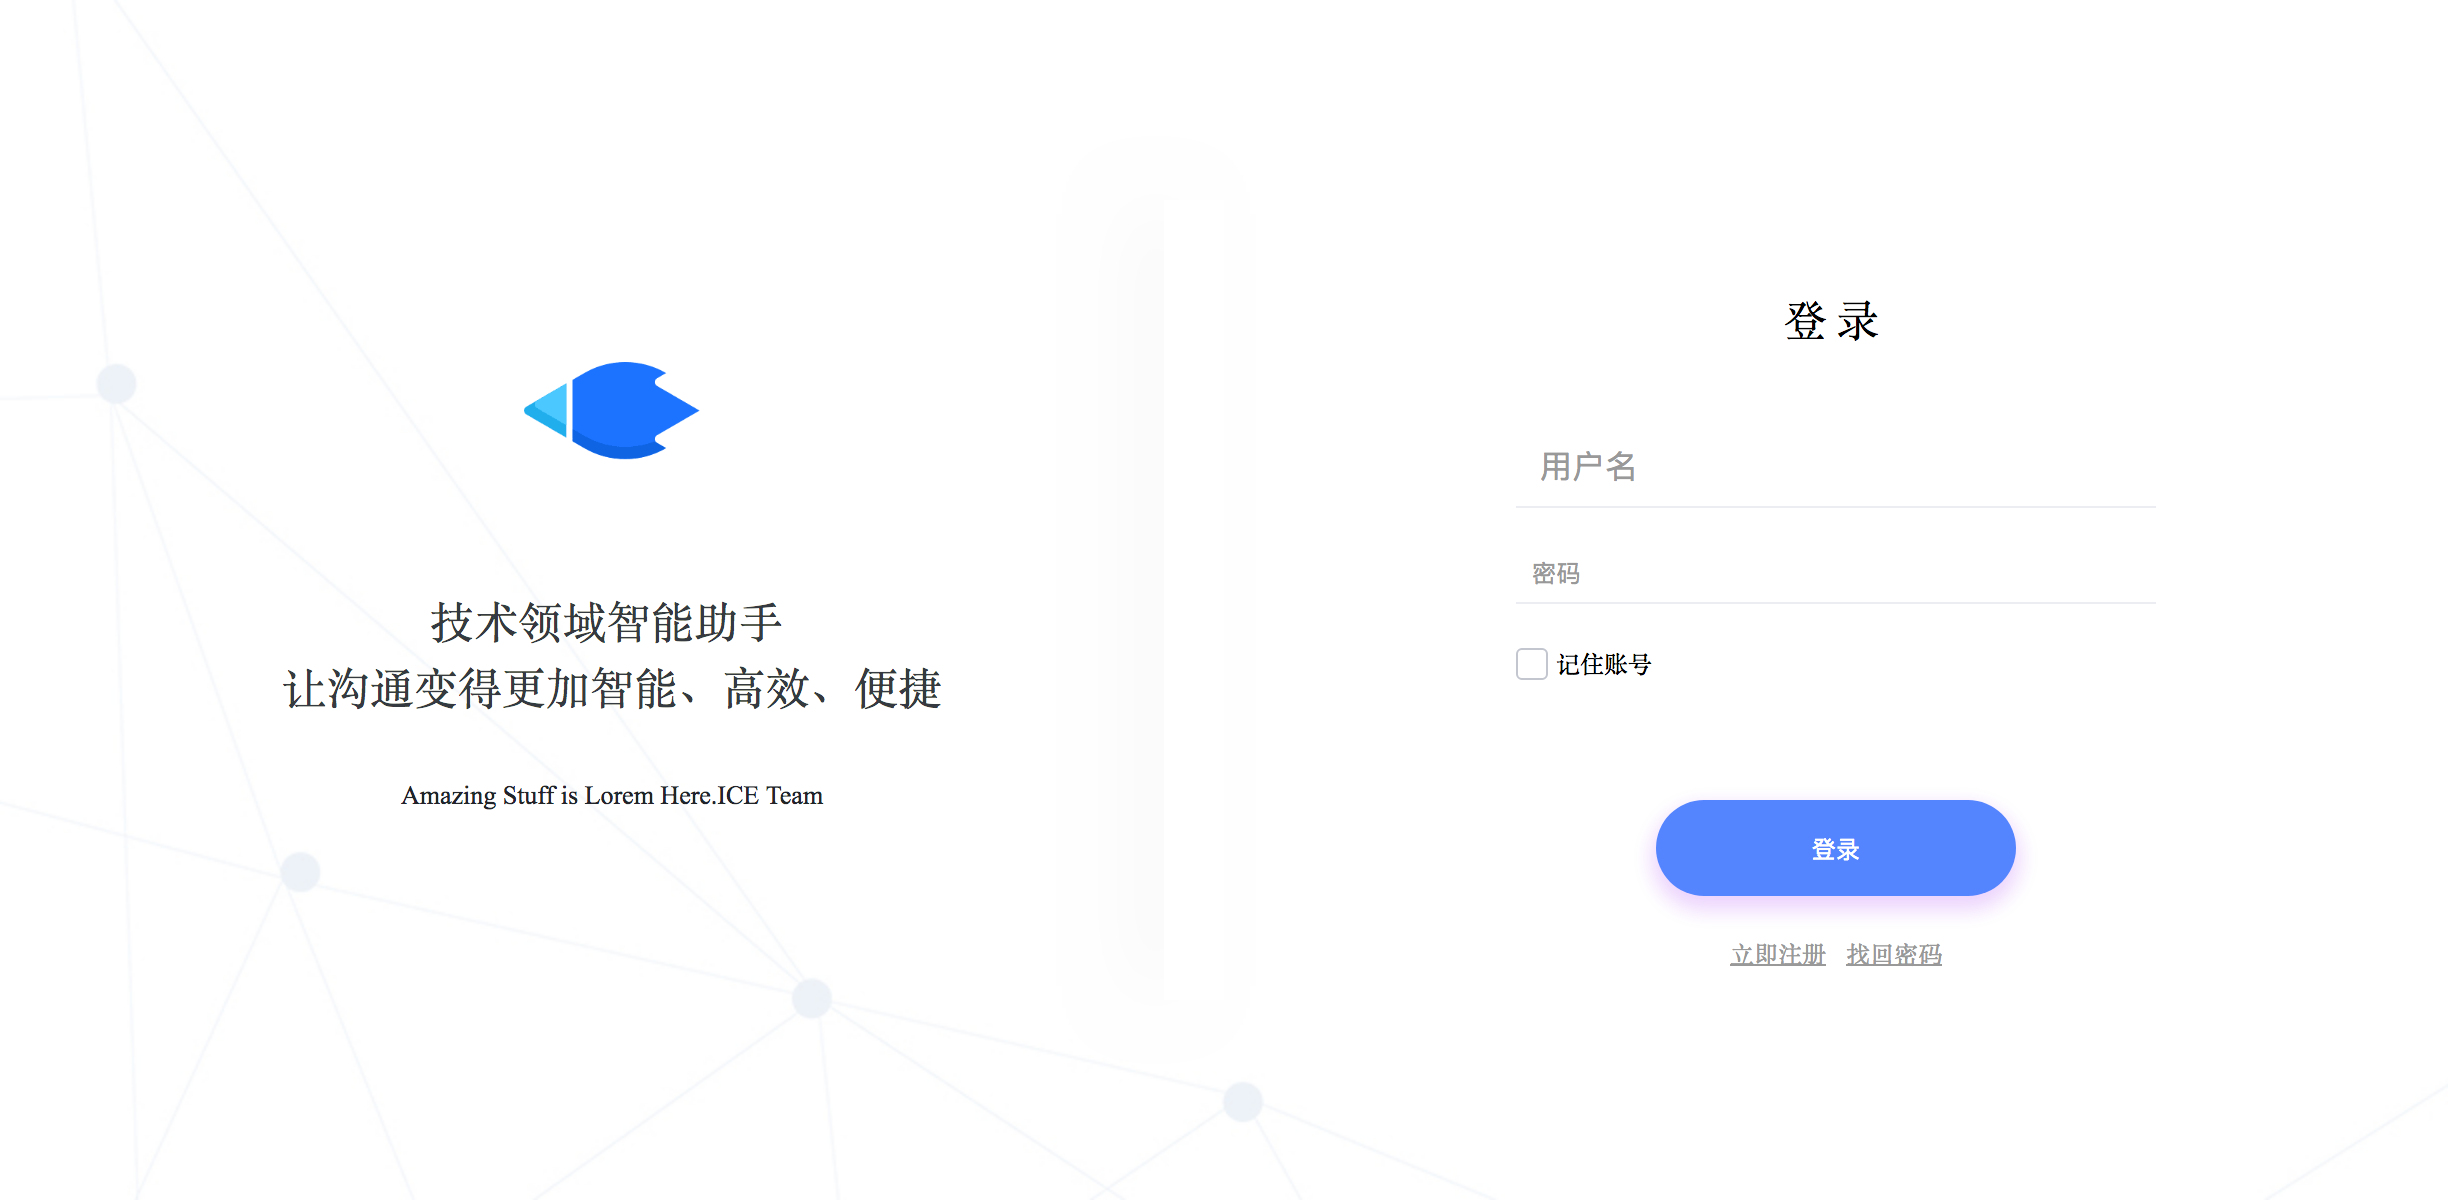 技术领域智能助手
让沟通变得更加智能、高效、便捷
Amazing Stuff is Lorem Here.ICE Team
登 录
用户名
密码
记住账号
登录
立即注册 找回密码